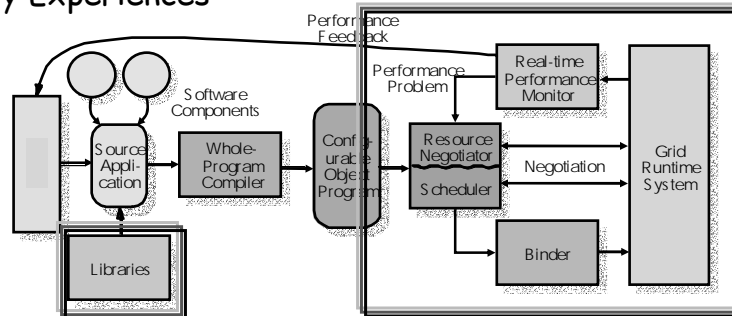 y Experiences
Performance
Feedback
Software
Components
Performance
Problem
Real-time
Performance
Monitor
Source
Appli-
cation
Whole-
Program
Compiler
Config-
urable
Object
Program
Resource
Negotiator
Scheduler
Negotiation
Grid
Runtime
System
Libraries
Binder